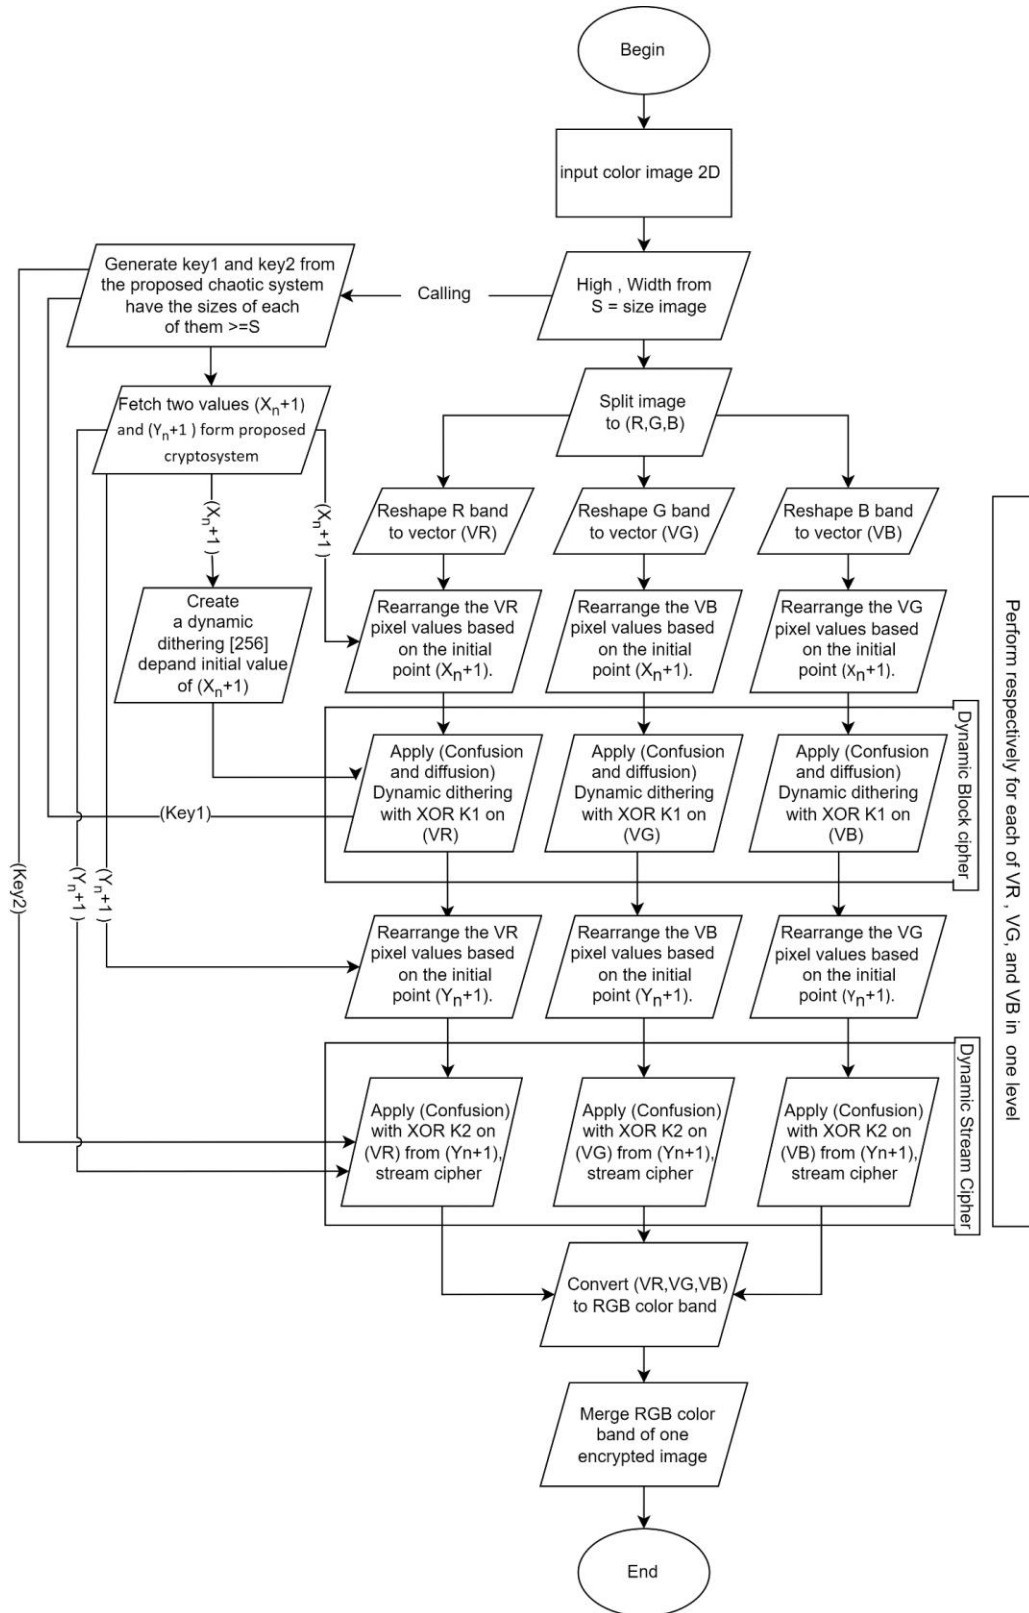 Begin
input color image 2D
High , Width from
S = size image
Calling
Generate key1 and key2 from
the proposed chaotic system
have the sizes of each
of them >=S
Fetch two values (Xn+1)
and (Yn+1 ) form proposed
cryptosystem
Split image
to (R,G,B)
Reshape R band
to vector (VR)
Reshape G band
to vector (VG)
Reshape B band
to vector (VB)
(Xn+1 )
(Xn+1 )
Create
a dynamic
dithering [256]
depand initial value
of (Xn+1)
Rearrange the VR
pixel values based
on the initial
point (Xn+1).
Rearrange the VB
pixel values based
on the initial
point (Xn+1).
Rearrange the VG
pixel values based
on the initial
point (xn+1).
Apply (Confusion
and diffusion)
Dynamic dithering
with XOR K1 on
(VR)
Apply (Confusion
and diffusion)
Dynamic dithering
with XOR K1 on
(VG)
Apply (Confusion
and diffusion)
Dynamic dithering
with XOR K1 on
(VB)
Dynamic Block cipher
(Key1)
(Key2)
(Yn+1 )
(Yn+1 )
Rearrange the VR
pixel values based
on the initial
point (Yn+1).
Rearrange the VB
pixel values based
on the initial
point (Yn+1).
Rearrange the VG
pixel values based
on the initial
point (Yn+1).
Apply (Confusion)
with XOR K2 on
(VR) from (Yn+1),
stream cipher
Apply (Confusion)
with XOR K2 on
(VG) from (Yn+1),
stream cipher
Apply (Confusion)
with XOR K2 on
(VB) from (Yn+1),
stream cipher
Dynamic Stream Cipher
Perform respectively for each of VR , VG, and VB in one level
Convert (VR,VG,VB)
to RGB color band
Merge RGB color
band of one
encrypted image
End